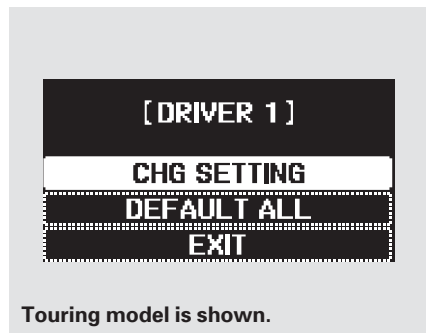 [DRIVER 1]
CHG SETTING
DEFAULT ALL
EXIT
Touring model is shown.